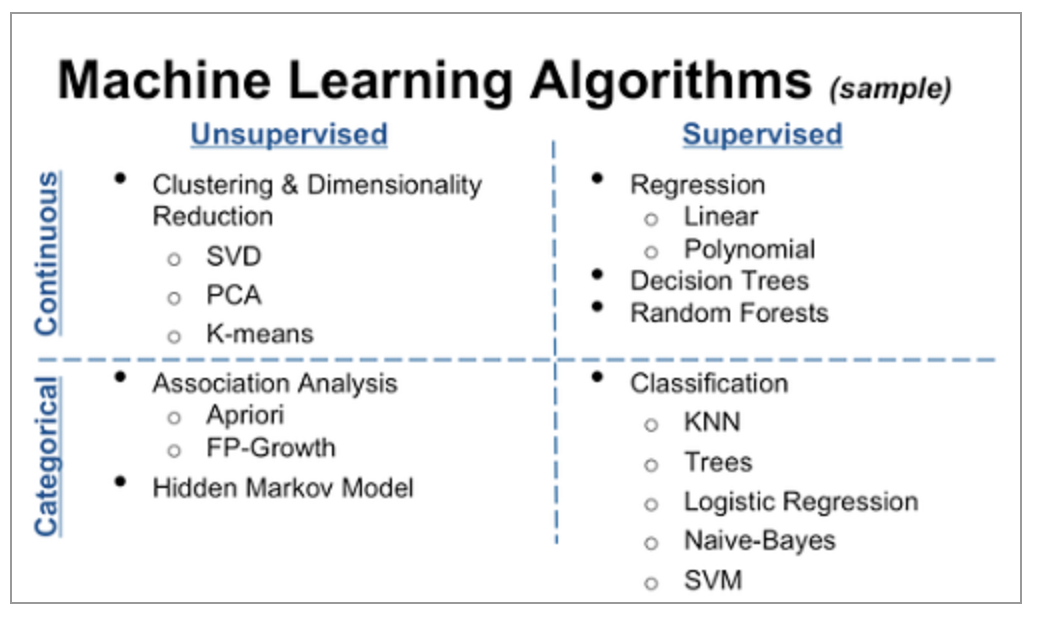 Machine Learning Algorithms (sample)
Unsupervised
Supervised
Continuous
• Clustering & Dimensionality
Reduction
o SVD
o PCA
o K-means
• Regression
o Linear
o Polynomial
• Decision Trees
• Random Forests
Categorical
• Association Analysis
o Apriori
o FP-Growth
• Hidden Markov Model
• Classification
o KNN
o Trees
o Logistic Regression
o Naive-Bayes
o SVM